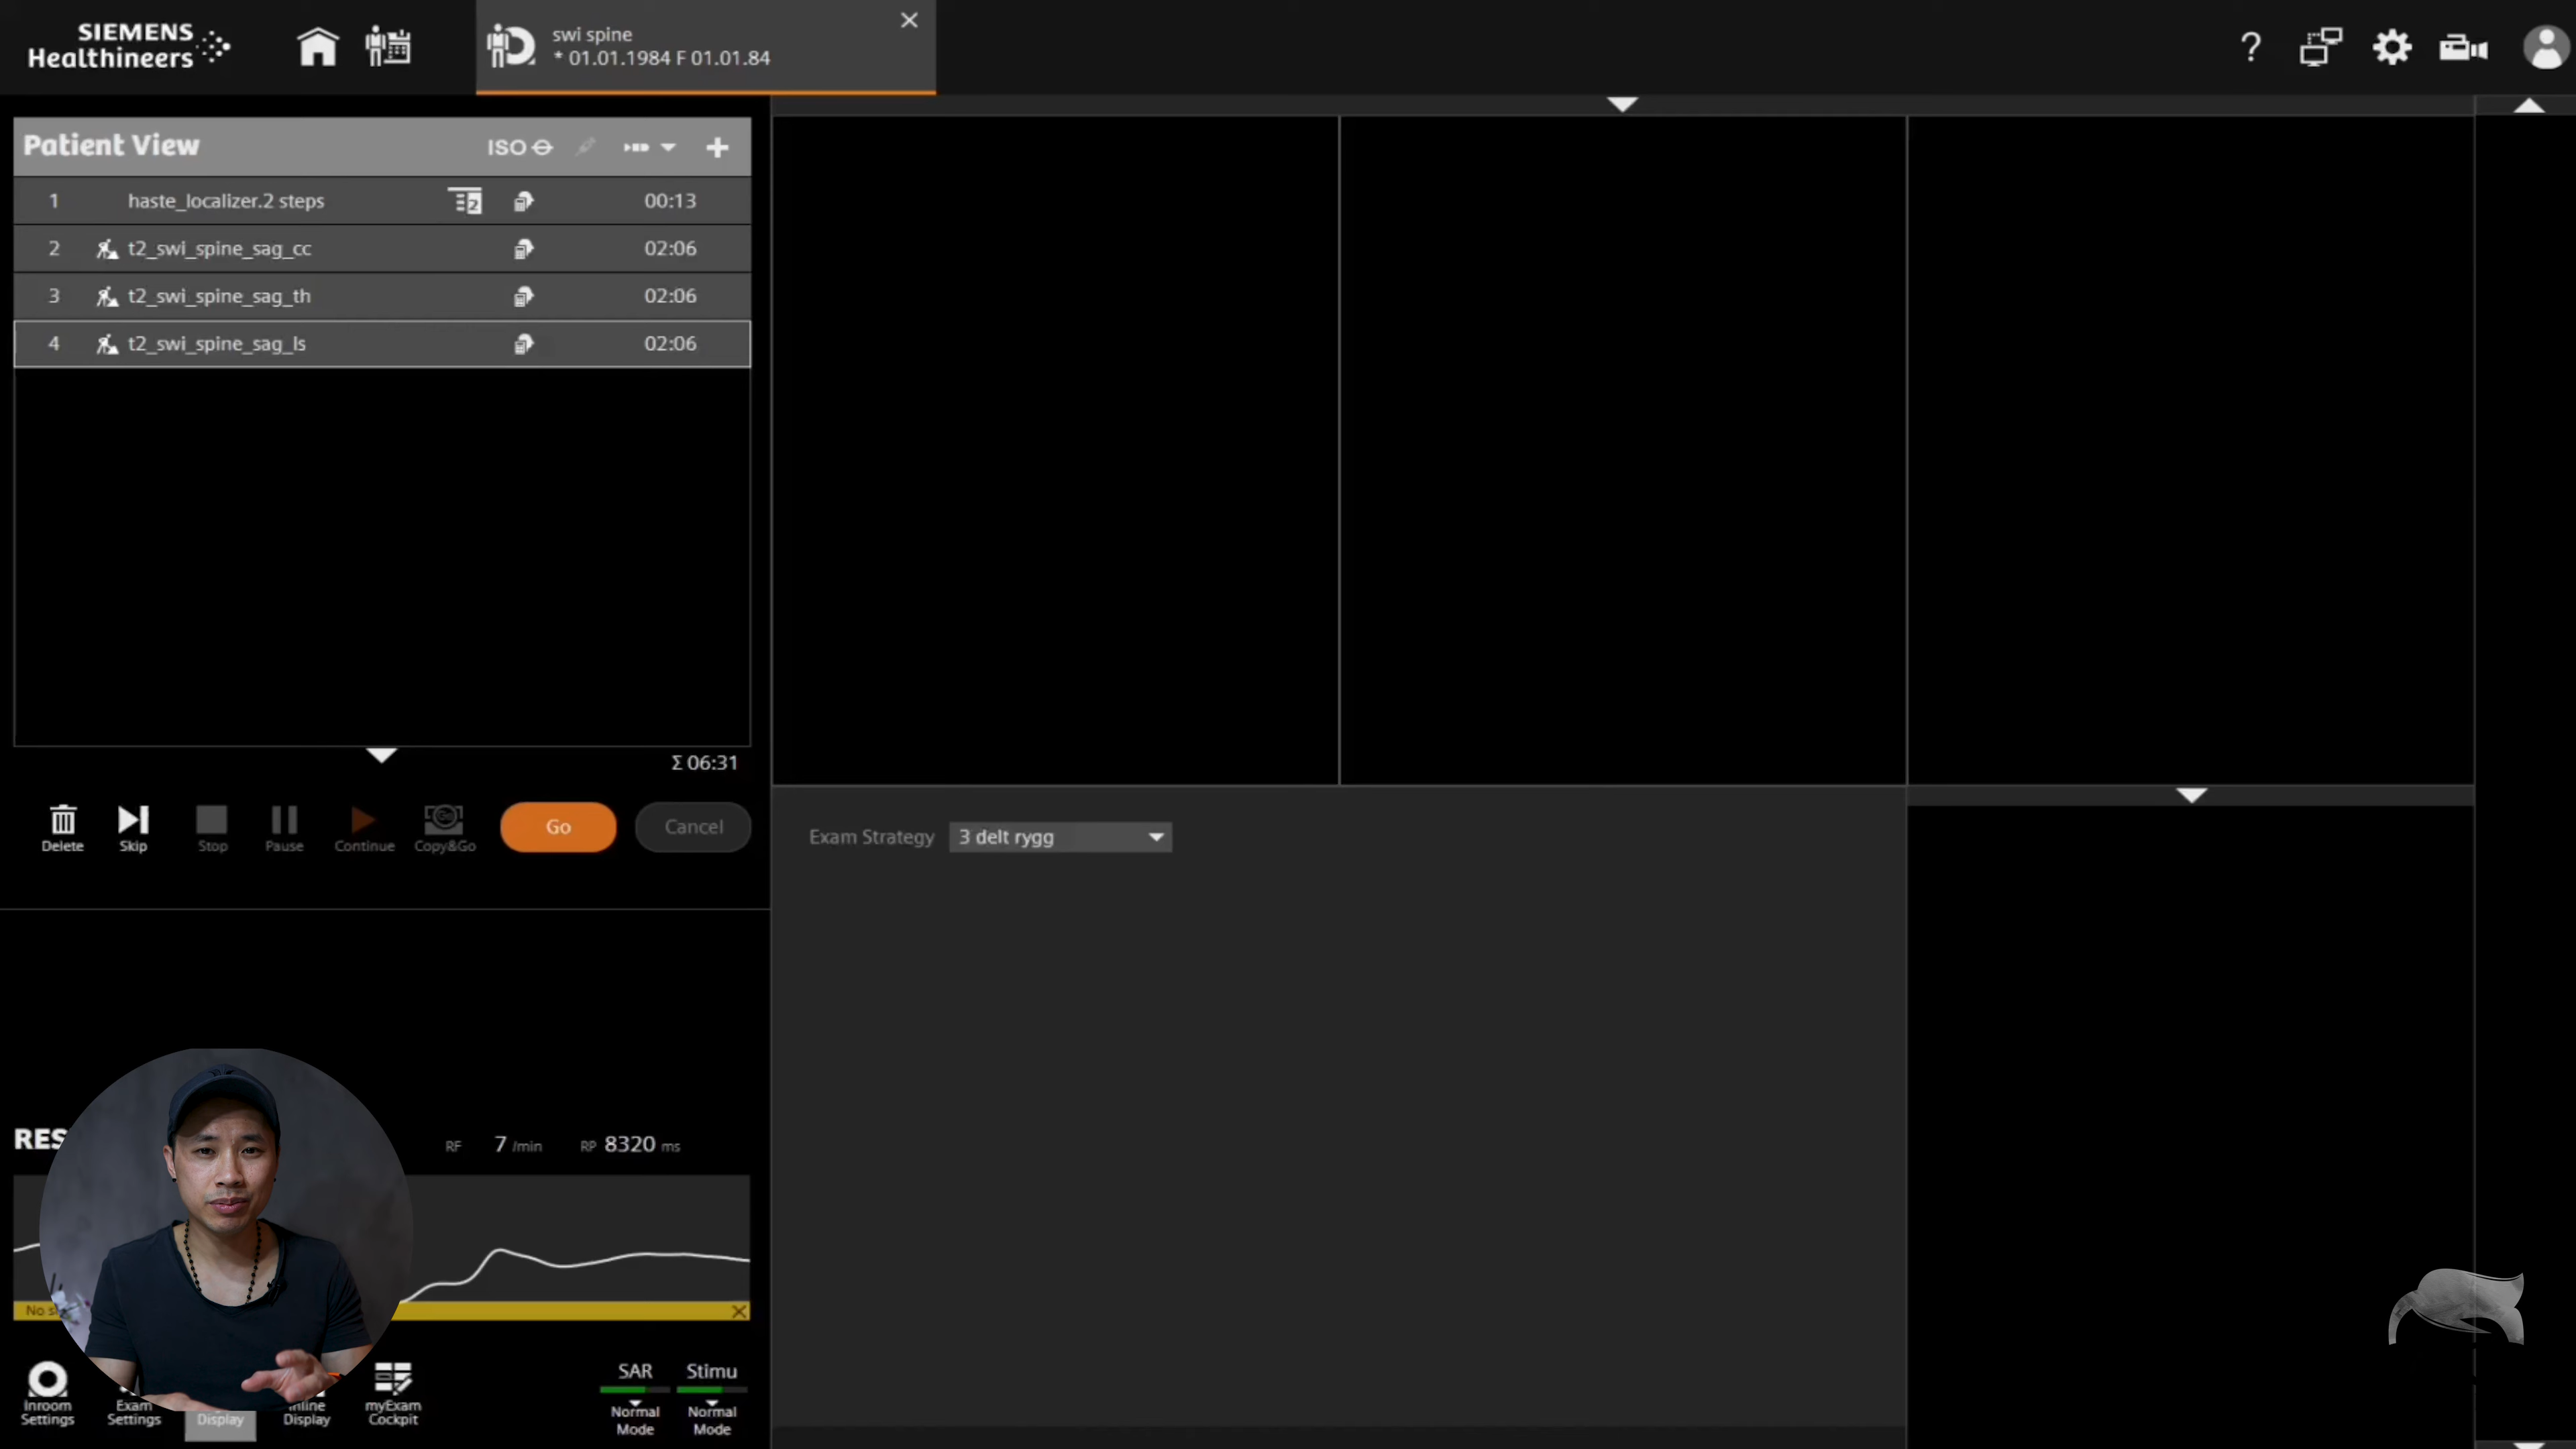 SIEMENS
Healthineers
swi spine
* 01.01.1984 F 01.01.84
?
Patient View
ISO
1 haste_localizer.2 steps 2 00:13
2 t2_swi_spine_sag_cc 02:06
3 t2_swi_spine_sag_th 02:06
4 t2_swi_spine_sag_ls 02:06
Σ 06:31
Delete
Skip
Stop
Pause
Continue
Copy&Go
Go
Cancel
Exam Strategy 3 delt rygg
RF 7 /min RP 8320 ms
No
Inroom
Settings
Exam
Settings
Display
Inline
Display
myExam
Cockpit
SAR
Normal
Mode
Stimu
Normal
Mode